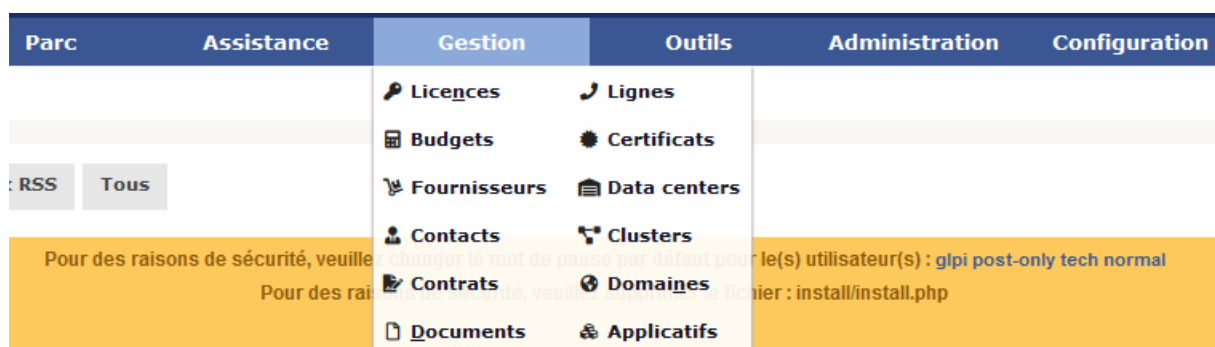 Parc Assistance Gestion Outils Administration Configuration
Licences Lignes
Budgets Certificats
RSS Tous
Fournisseurs Data centers
Contacts Clusters
Pour des raisons de sécurité, veuillez changer le mot de passe par défaut pour le(s) utilisateur(s) : glpi post-only tech normal
Contrats Domaines
Pour des raisons de sécurité, veuillez supprimer le fichier : install/install.php
Documents Applicatifs